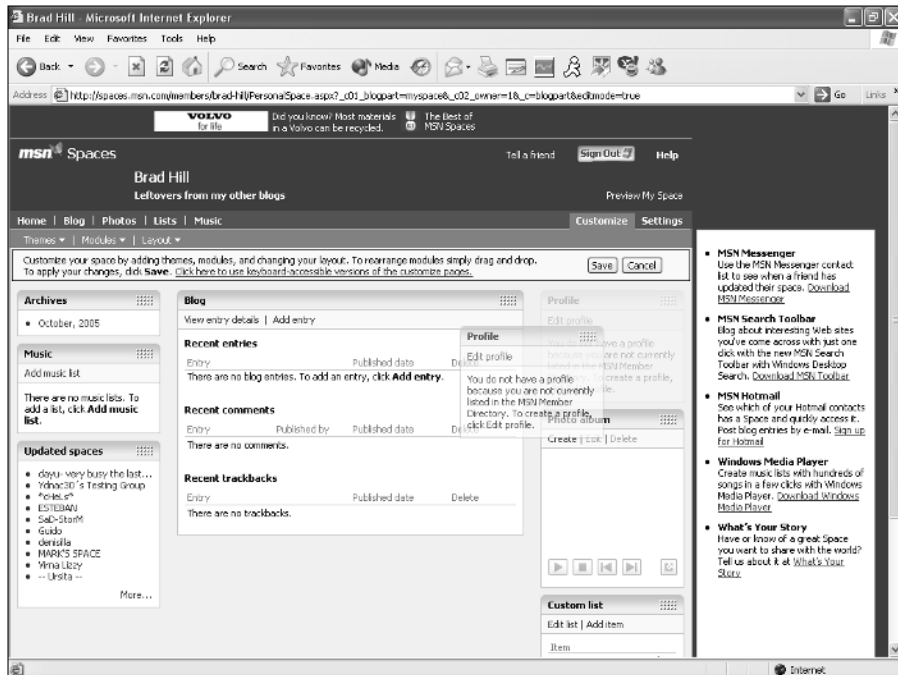 Brad Hill - Microsoft Internet Explorer
File Edit View Favorites Tools Help
Back Search Favorites Media
Address http://spaces.msn.com/members/brad-hill/PersonalSpace.aspx?_c01_blogpart=myspace&_c02_owner=1&_c=blogpart&editmode=true Go Links
VOLVO
for life
Did you know? Most materials
in a Volvo can be recycled.
The Best of
MSN Spaces
msn Spaces
Tell a friend Sign Out Help
Brad Hill
Leftovers from my other blogs
Preview My Space
Home | Blog | Photos | Lists | Music
Customize Settings
Themes | Modules | Layout
Customize your space by adding themes, modules, and changing your layout. To rearrange modules simply drag and drop.
To apply your changes, click Save. Click here to use keyboard-accessible versions of the customize pages.
Save Cancel
Archives
October, 2005
Music
Add music list
There are no music lists. To
add a list, click Add music
list.
Updated spaces
dayu- very busy the last...
Ydnac30´s Testing Group
*cHeLs*
ESTEBAN
SaD-StorM
Guido
denisilla
MARK'S SPACE
Virna Lizzy
-- Ursita --
More...
Blog
View entry details | Add entry
Recent entries
Entry Published date Delete
There are no blog entries. To add an entry, click Add entry.
Recent comments
Entry Published by Published date
There are no comments.
Recent trackbacks
Entry Published date Delete
There are no trackbacks.
Profile
Edit profile
You do not have a profile
because you are not currently
listed in the MSN Member
Directory. To create a profile,
click Edit profile.
Profile
Edit profile
Photo album
Create | Edit | Delete
Custom list
Edit list | Add item
Item
MSN Messenger
Use the MSN Messenger contact
list to see when a friend has
updated their space. Download
MSN Messenger
MSN Search Toolbar
Blog about interesting Web sites
you've come across with just one
click with the new MSN Search
Toolbar with Windows Desktop
Search. Download MSN Toolbar
MSN Hotmail
See which of your Hotmail contacts
has a Space and quickly access it.
Post blog entries by e-mail. Sign up
for Hotmail
Windows Media Player
Create music lists with hundreds of
songs in a few clicks with Windows
Media Player. Download Windows
Media Player
What's Your Story
Have or know of a great Space
you want to share with the world?
Tell us about it at What's Your
Story
Internet